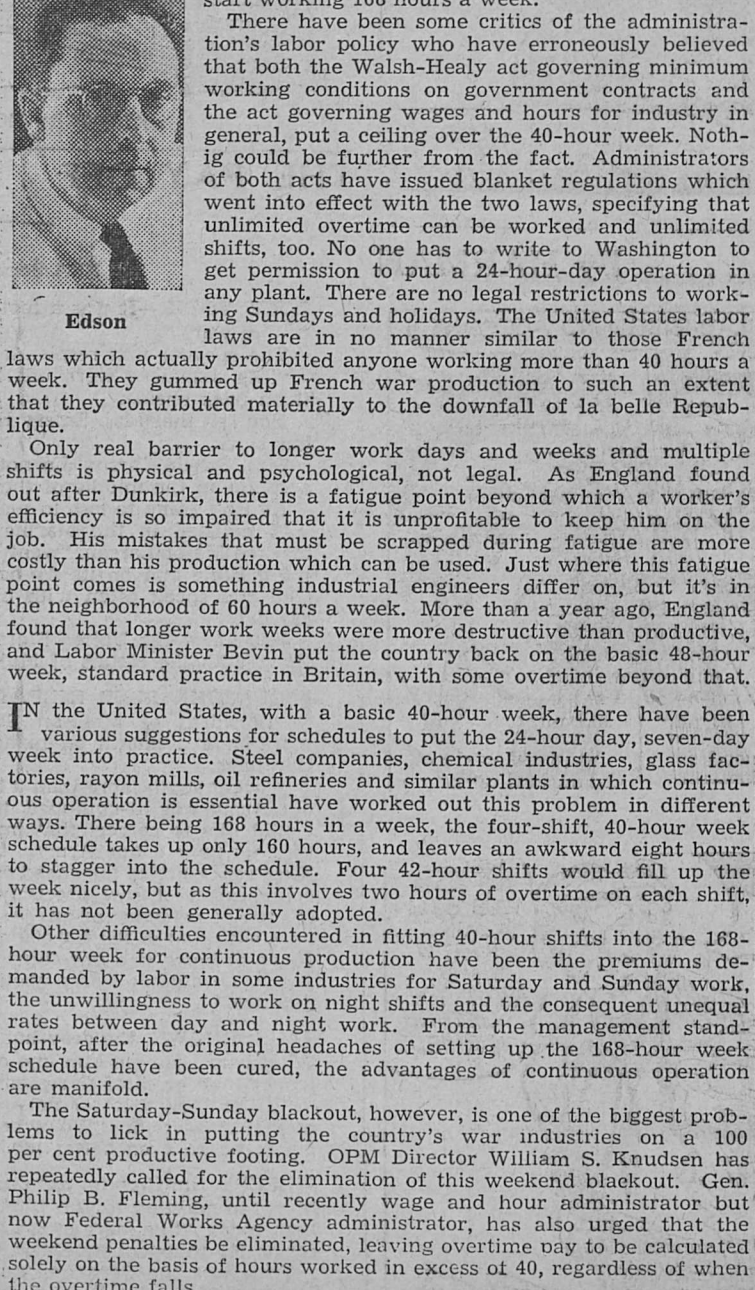 start working 168 hours a week.
There have been some critics of the administra-
tion's labor policy who have erroneously believed
that both the Walsh-Healy act governing minimum
working conditions on government contracts and
the act governing wages and hours for industry in
general, put a ceiling over the 40-hour week. Noth-
ig could be further from the fact. Administrators
of both acts have issued blanket regulations which
went into effect with the two laws, specifying that
unlimited overtime can be worked and unlimited
shifts, too. No one has to write to Washington to
get permission to put a 24-hour-day operation in
any plant. There are no legal restrictions to work-
ing Sundays and holidays. The United States labor
Edson
laws are in no manner similar to those French
laws which actually prohibited anyone working more than 40 hours a
week. They gummed up French war production to such an extent
that they contributed materially to the downfall of la belle Repub-
lique.
Only real barrier to longer work days and weeks and multiple
shifts is physical and psychological, not legal. As England found
out after Dunkirk, there is a fatigue point beyond which a worker's
efficiency is so impaired that it is unprofitable to keep him on the
job. His mistakes that must be scrapped during fatigue are more
costly than his production which can be used. Just where this fatigue
point comes is something industrial engineers differ on, but it's in
the neighborhood of 60 hours a week. More than a year ago, England
found that longer work weeks were more destructive than productive,
and Labor Minister Bevin put the country back on the basic 48-hour
week, standard practice in Britain, with some overtime beyond that.
IN the United States, with a basic 40-hour week, there have been
various suggestions for schedules to put the 24-hour day, seven-day
week into practice. Steel companies, chemical industries, glass fac-
tories, rayon mills, oil refineries and similar plants in which continu-
ous operation is essential have worked out this problem in different
ways. There being 168 hours in a week, the four-shift, 40-hour week
schedule takes up only 160 hours, and leaves an awkward eight hours
to stagger into the schedule. Four 42-hour shifts would fill up the
week nicely, but as this involves two hours of overtime on each shift,
it has not been generally adopted.
Other difficulties encountered in fitting 40-hour shifts into the 168-
hour week for continuous production have been the premiums de-
manded by labor in some industries for Saturday and Sunday work,
the unwillingness to work on night shifts and the consequent unequal
rates between day and night work. From the management stand-
point, after the original headaches of setting up the 168-hour week
schedule have been cured, the advantages of continuous operation
are manifold.
The Saturday-Sunday blackout, however, is one of the biggest prob-
lems to lick in putting the country's war industries on a 100
per cent productive footing. OPM Director William S. Knudsen has
repeatedly called for the elimination of this weekend blackout. Gen.
Philip B. Fleming, until recently wage and hour administrator but
now Federal Works Agency administrator, has also urged that the
weekend penalties be eliminated, leaving overtime pay to be calculated
solely on the basis of hours worked in excess of 40, regardless of when
the overtime falls